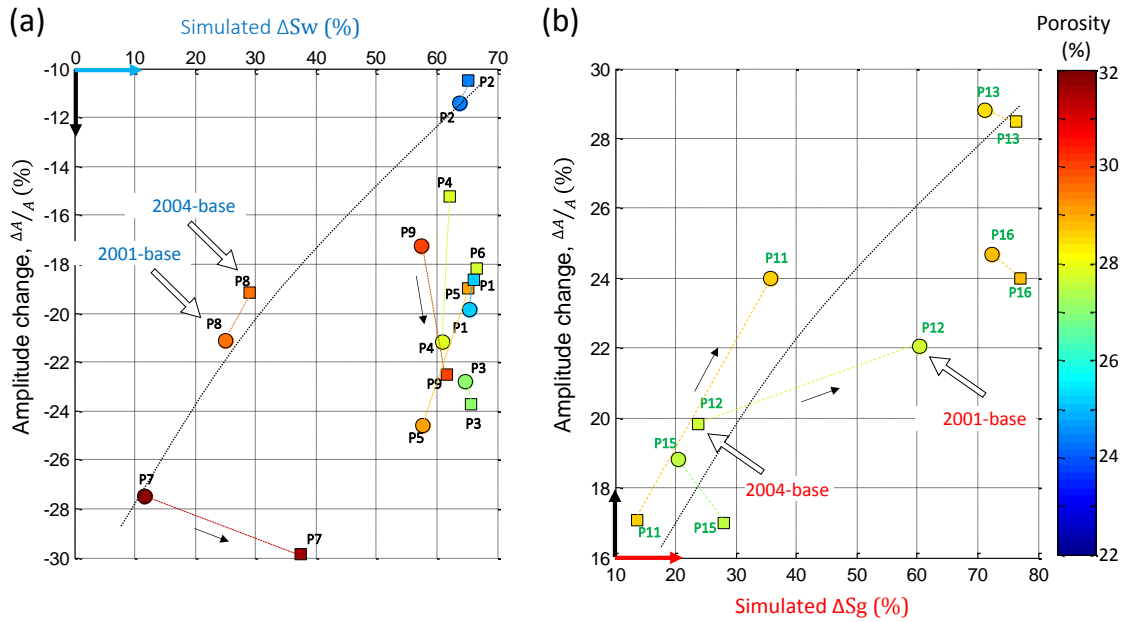 (a)
Simulated ΔSw (%)
0 10 20 30 40 50 60 70
-10
-12
-14
-16
-18
-20
-22
-24
-26
-28
-30
Amplitude change, ΔA/A (%)
P2
P2
P4
2004-base
P9
2001-base
P6
P8
P1
P5
P8
P1
P4
P3
P9
P3
P5
P7
P7
(b)
Porosity
(%)
30
28
26
24
22
20
18
16
Amplitude change, ΔA/A (%)
P13
P13
P11
P16
P16
P12
P12
2001-base
P15
2004-base
P11
P15
10 20 30 40 50 60 70 80
Simulated ΔSg (%)
32
30
28
26
24
22